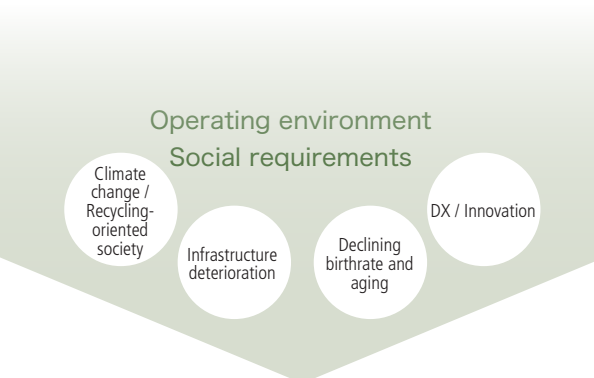 Operating environment
Social requirements
Climate
change /
Recycling-
oriented
society
Infrastructure
deterioration
Declining
birthrate and
aging
DX / Innovation